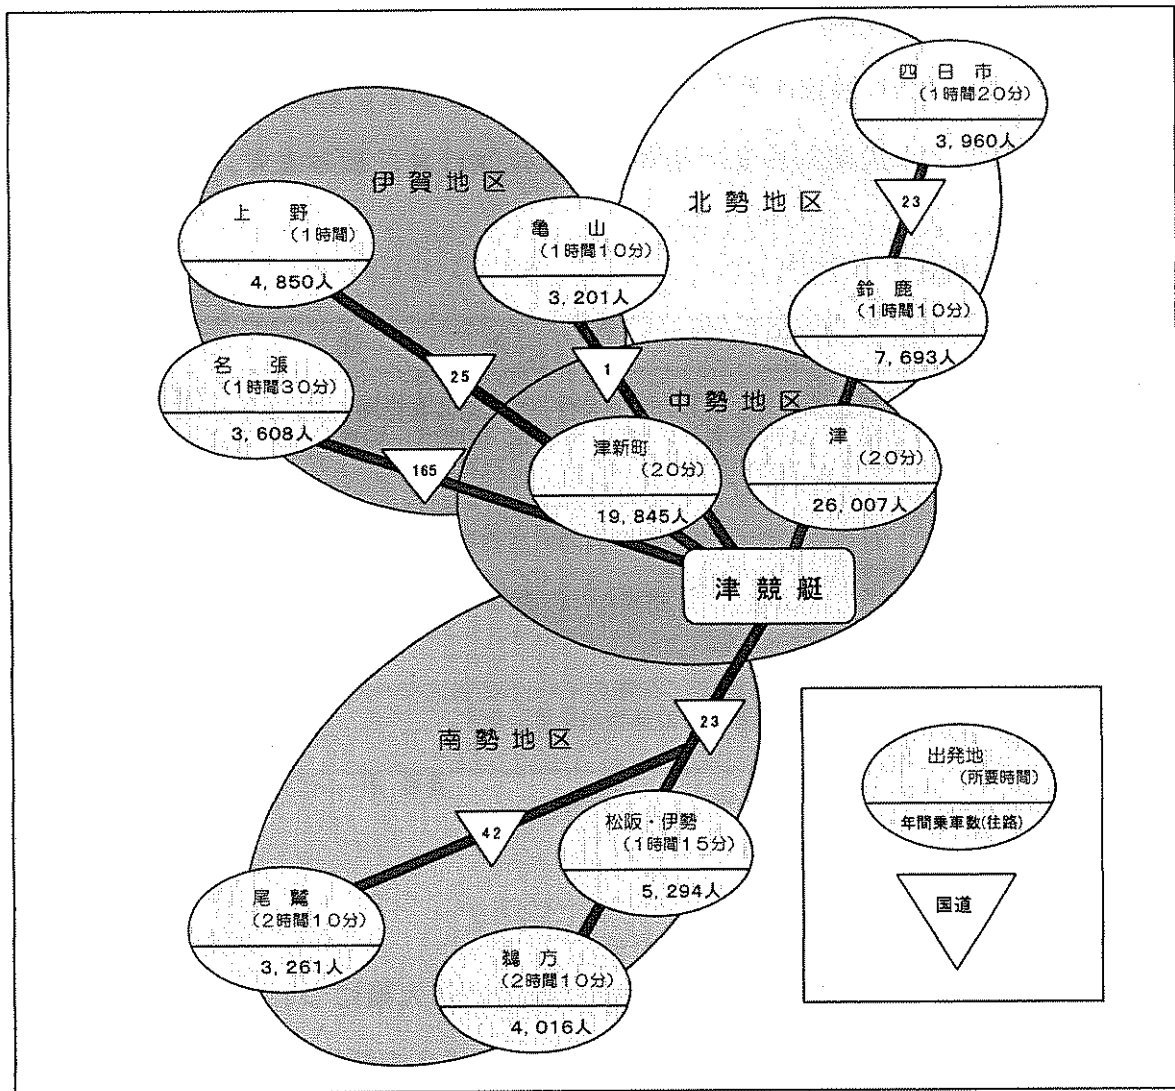 四日市
(1時間20分)
3,960人
伊賀地区
北勢地区
23
上野
(1時間)
4,850人
亀山
(1時間10分)
3,201人
鈴鹿
(1時間10分)
7,693人
名張
(1時間30分)
3,608人
25
1
中勢地区
165
津新町
(20分)
19,845人
津
(20分)
26,007人
津競艇
南勢地区
23
42
松阪・伊勢
(1時間15分)
5,294人
尾鷲
(2時間10分)
3,261人
鵜方
(2時間10分)
4,016人
出発地
(所要時間)
年間乗車数(往路)
国道